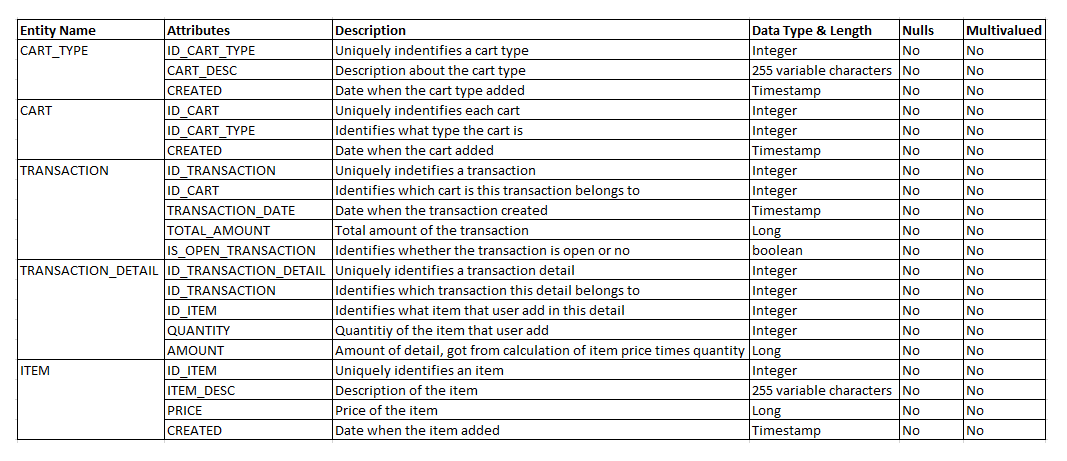 Entity Name Attributes Description Data Type & Length Nulls Multivalued
CART_TYPE ID_CART_TYPE Uniquely indentifies a cart type Integer No No
CART_DESC Description about the cart type 255 variable characters No No
CREATED Date when the cart type added Timestamp No No
CART ID_CART Uniquely indentifies each cart Integer No No
ID_CART_TYPE Identifies what type the cart is Integer No No
CREATED Date when the cart added Timestamp No No
TRANSACTION ID_TRANSACTION Uniquely indetifies a transaction Integer No No
ID_CART Identifies which cart is this transaction belongs to Integer No No
TRANSACTION_DATE Date when the transaction created Timestamp No No
TOTAL_AMOUNT Total amount of the transaction Long No No
IS_OPEN_TRANSACTION Identifies whether the transaction is open or no boolean No No
TRANSACTION_DETAIL ID_TRANSACTION_DETAIL Uniquely identifies a transaction detail Integer No No
ID_TRANSACTION Identifies which transaction this detail belongs to Integer No No
ID_ITEM Identifies what item that user add in this detail Integer No No
QUANTITY Quantitiy of the item that user add Integer No No
AMOUNT Amount of detail, got from calculation of item price times quantity Long No No
ITEM ID_ITEM Uniquely identifies an item Integer No No
ITEM_DESC Description of the item 255 variable characters No No
PRICE Price of the item Long No No
CREATED Date when the item added Timestamp No No